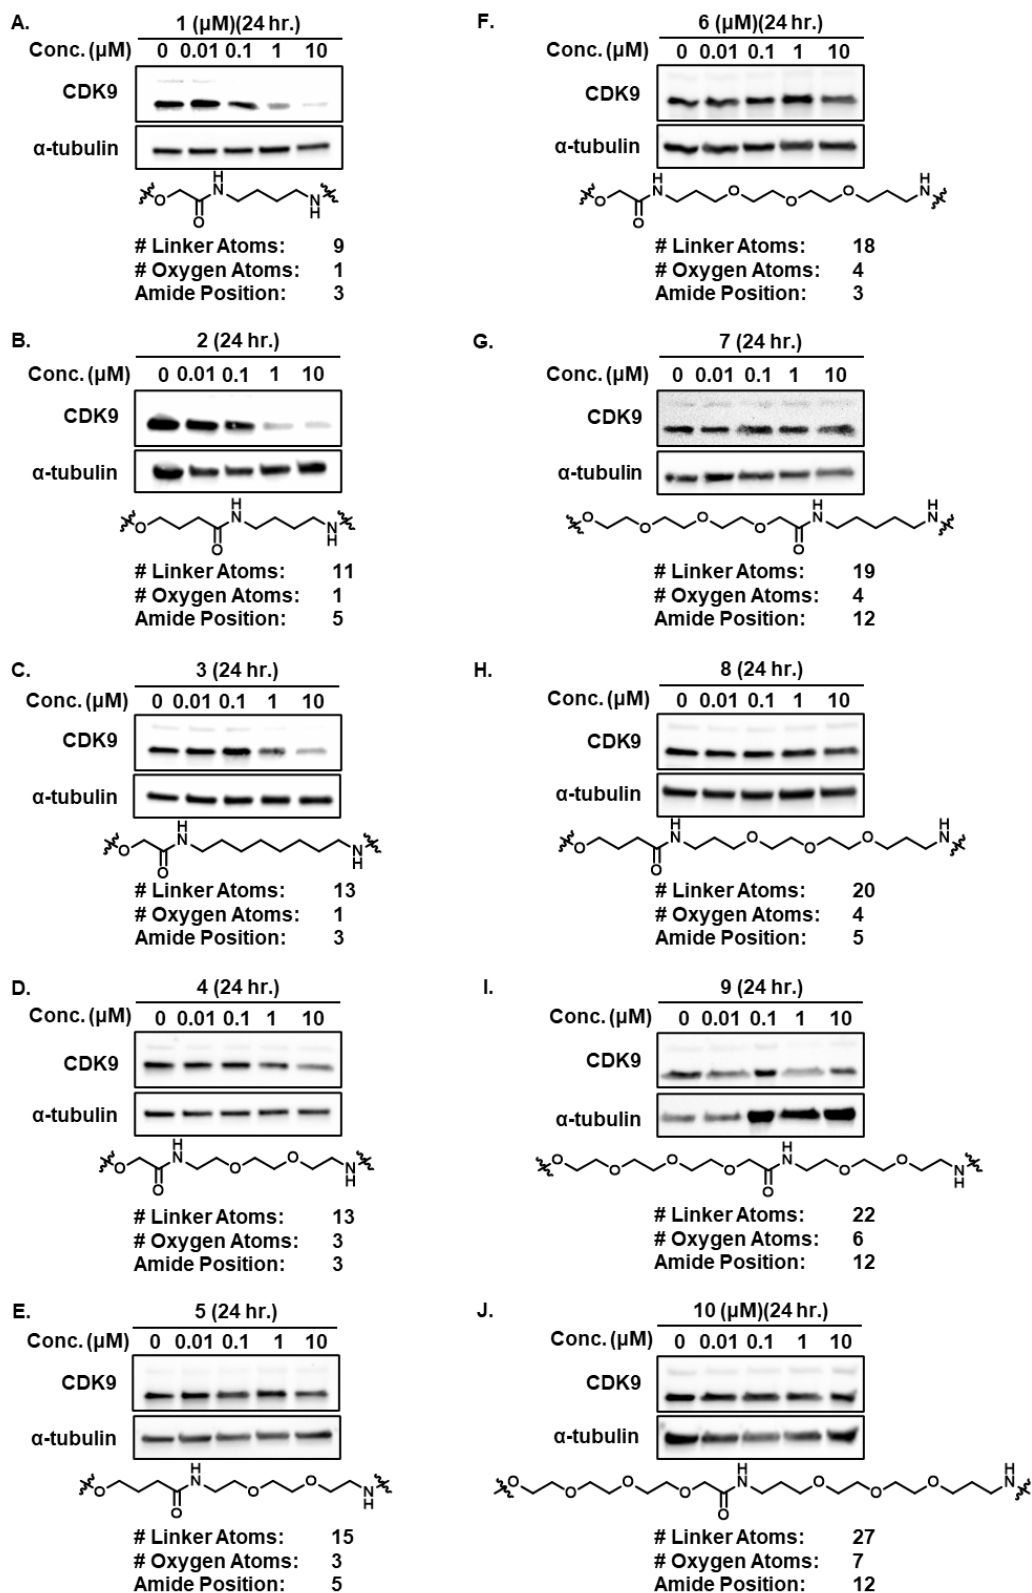 A.
1 (µM)(24 hr.)
Conc. (µM) 0 0.01 0.1 1 10
CDK9
α-tubulin
O
O
H
N
N
H
# Linker Atoms: 9
# Oxygen Atoms: 1
Amide Position: 3
B.
2 (24 hr.)
Conc. (µM) 0 0.01 0.1 1 10
CDK9
α-tubulin
O
O
H
N
N
H
# Linker Atoms: 11
# Oxygen Atoms: 1
Amide Position: 5
C.
3 (24 hr.)
Conc. (µM) 0 0.01 0.1 1 10
CDK9
α-tubulin
O
O
H
N
N
H
# Linker Atoms: 13
# Oxygen Atoms: 1
Amide Position: 3
D.
4 (24 hr.)
Conc. (µM) 0 0.01 0.1 1 10
CDK9
α-tubulin
O
O
H
N
O
O
N
H
# Linker Atoms: 13
# Oxygen Atoms: 3
Amide Position: 3
E.
5 (24 hr.)
Conc. (µM) 0 0.01 0.1 1 10
CDK9
α-tubulin
O
O
H
N
O
O
N
H
# Linker Atoms: 15
# Oxygen Atoms: 3
Amide Position: 5
F.
6 (µM)(24 hr.)
Conc. (µM) 0 0.01 0.1 1 10
CDK9
α-tubulin
O
O
H
N
O
O
O
H
N
# Linker Atoms: 18
# Oxygen Atoms: 4
Amide Position: 3
G.
7 (24 hr.)
Conc. (µM) 0 0.01 0.1 1 10
CDK9
α-tubulin
O
O
O
O
O
H
N
H
N
# Linker Atoms: 19
# Oxygen Atoms: 4
Amide Position: 12
H.
8 (24 hr.)
Conc. (µM) 0 0.01 0.1 1 10
CDK9
α-tubulin
O
O
H
N
O
O
O
H
N
# Linker Atoms: 20
# Oxygen Atoms: 4
Amide Position: 5
I.
9 (24 hr.)
Conc. (µM) 0 0.01 0.1 1 10
CDK9
α-tubulin
O
O
O
O
O
H
N
O
O
N
H
# Linker Atoms: 22
# Oxygen Atoms: 6
Amide Position: 12
J.
10 (µM)(24 hr.)
Conc. (µM) 0 0.01 0.1 1 10
CDK9
α-tubulin
O
O
O
O
O
H
N
O
O
O
H
N
# Linker Atoms: 27
# Oxygen Atoms: 7
Amide Position: 12